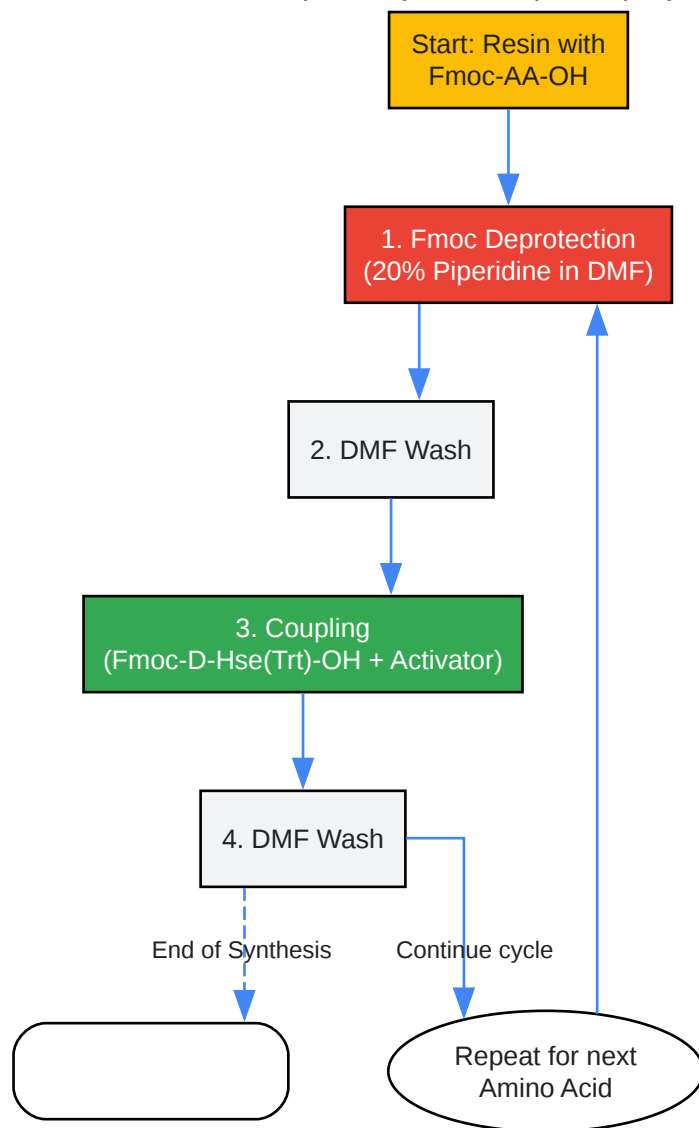 Start: Resin with
Fmoc-AA-OH
1. Fmoc Deprotection
(20% Piperidine in DMF)
2. DMF Wash
3. Coupling
(Fmoc-D-Hse(Trt)-OH + Activator)
4. DMF Wash
End of Synthesis
Continue cycle
Repeat for next
Amino Acid